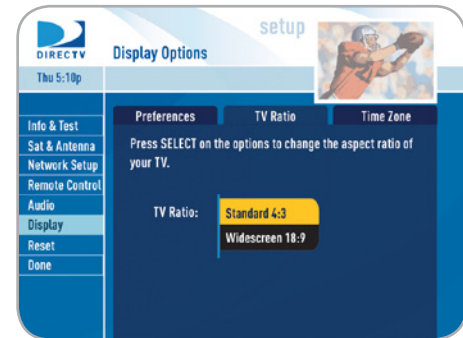 setup
DIRECTV
Display Options
Thu 5:10p
Preferences
TV Ratio
Time Zone
Info & Test
Sat & Antenna
Network Setup
Remote Control
Audio
Display
Reset
Done
Press SELECT on the options to change the aspect ratio of
your TV.
TV Ratio:
Standard 4:3
Widescreen 18:9